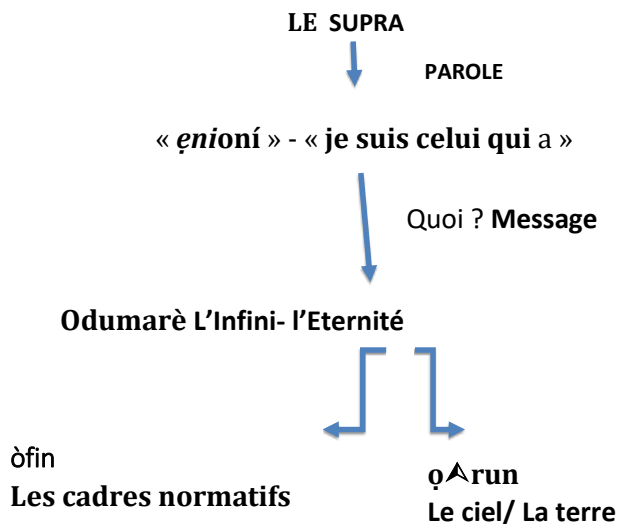 LE SUPRA
PAROLE
« ẹnioní » - « je suis celui qui a »
Quoi ? Message
Odumarè L’Infini- l’Eternité
òfin
Les cadres normatifs
ọ⮝run
Le ciel/ La terre